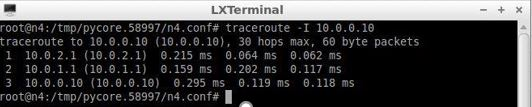 LXTerminal
root@n4:/tmp/pycore.58997/n4.conf# traceroute -I 10.0.0.10
traceroute to 10.0.0.10 (10.0.0.10), 30 hops max, 60 byte packets
 1  10.0.2.1 (10.0.2.1)  0.215 ms  0.064 ms  0.062 ms
 2  10.0.1.1 (10.0.1.1)  0.159 ms  0.202 ms  0.117 ms
 3  10.0.0.10 (10.0.0.10)  0.295 ms  0.119 ms  0.118 ms
root@n4:/tmp/pycore.58997/n4.conf#